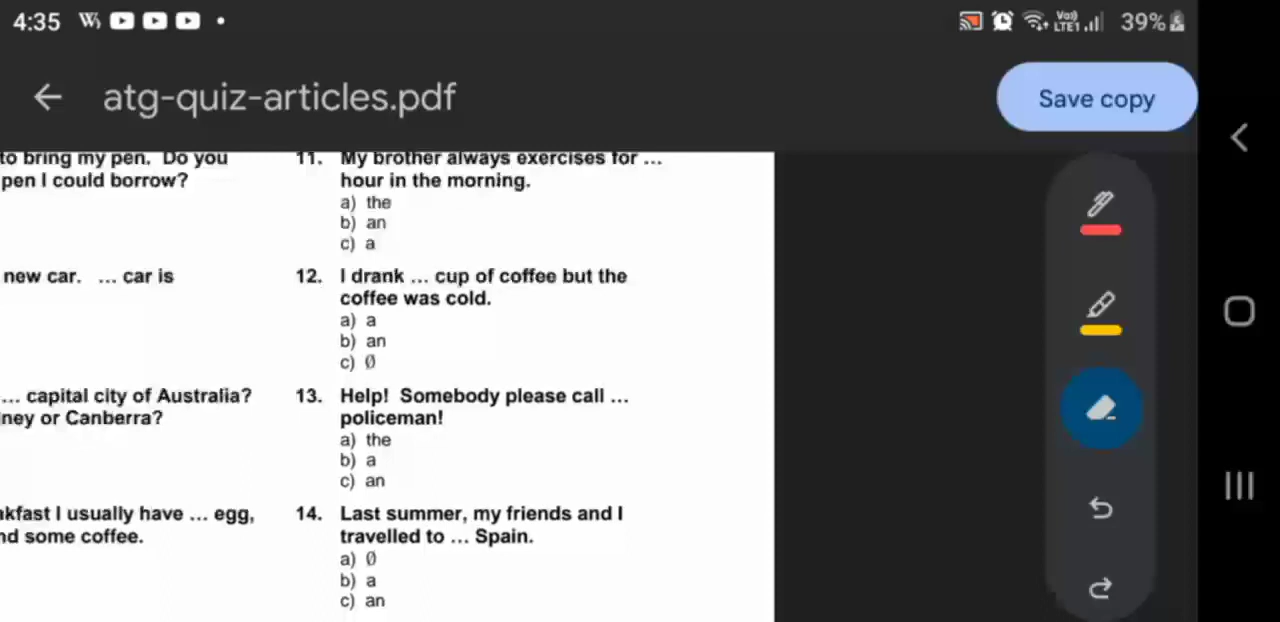 4:35
39%
atg-quiz-articles.pdf
Save copy
to bring my pen. Do you
pen I could borrow?
new car. ... car is
... capital city of Australia?
ney or Canberra?
kfast I usually have ... egg,
nd some coffee.
11. My brother always exercises for ...
hour in the morning.
a) the
b) an
c) a
12. I drank ... cup of coffee but the
coffee was cold.
a) a
b) an
c) Ø
13. Help! Somebody please call ...
policeman!
a) the
b) a
c) an
14. Last summer, my friends and I
travelled to ... Spain.
a) Ø
b) a
c) an